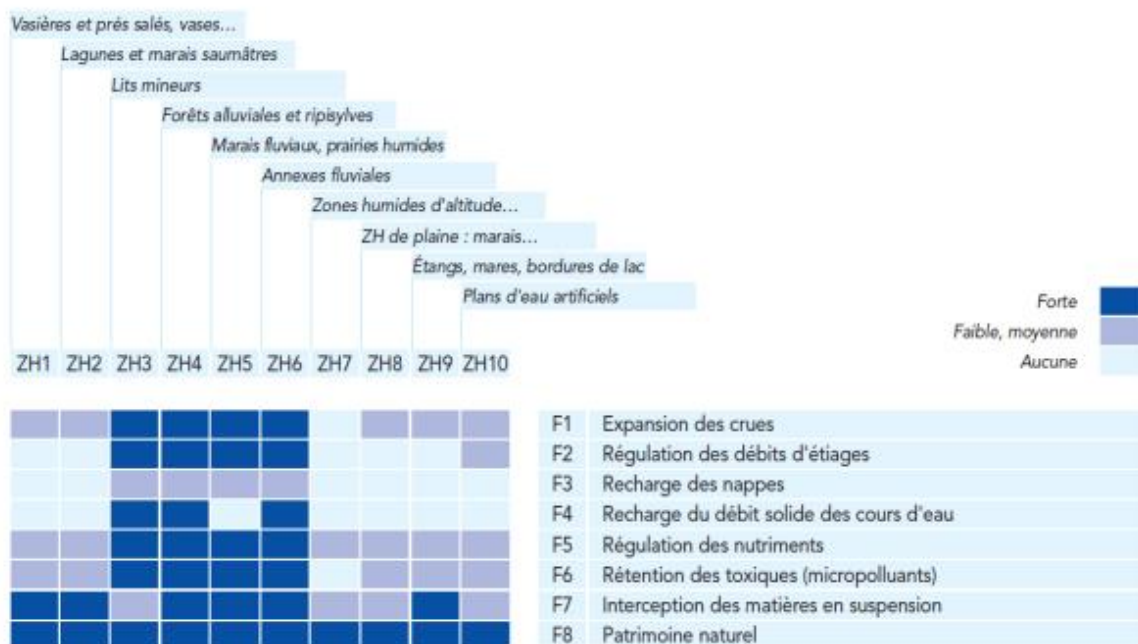 Vasières et prés salés, vases...
Lagunes et marais saumâtres
Lits mineurs
Forêts alluviales et ripisylves
Marais fluviaux, prairies humides
Annexes fluviales
Zones humides d'altitude...
ZH de plaine : marais...
Étangs, mares, bordures de lac
Plans d'eau artificiels
Forte
Faible, moyenne
Aucune
ZH1 ZH2 ZH3 ZH4 ZH5 ZH6 ZH7 ZH8 ZH9 ZH10
F1 Expansion des crues
F2 Régulation des débits d'étiages
F3 Recharge des nappes
F4 Recharge du débit solide des cours d'eau
F5 Régulation des nutriments
F6 Rétention des toxiques (micropolluants)
F7 Interception des matières en suspension
F8 Patrimoine naturel